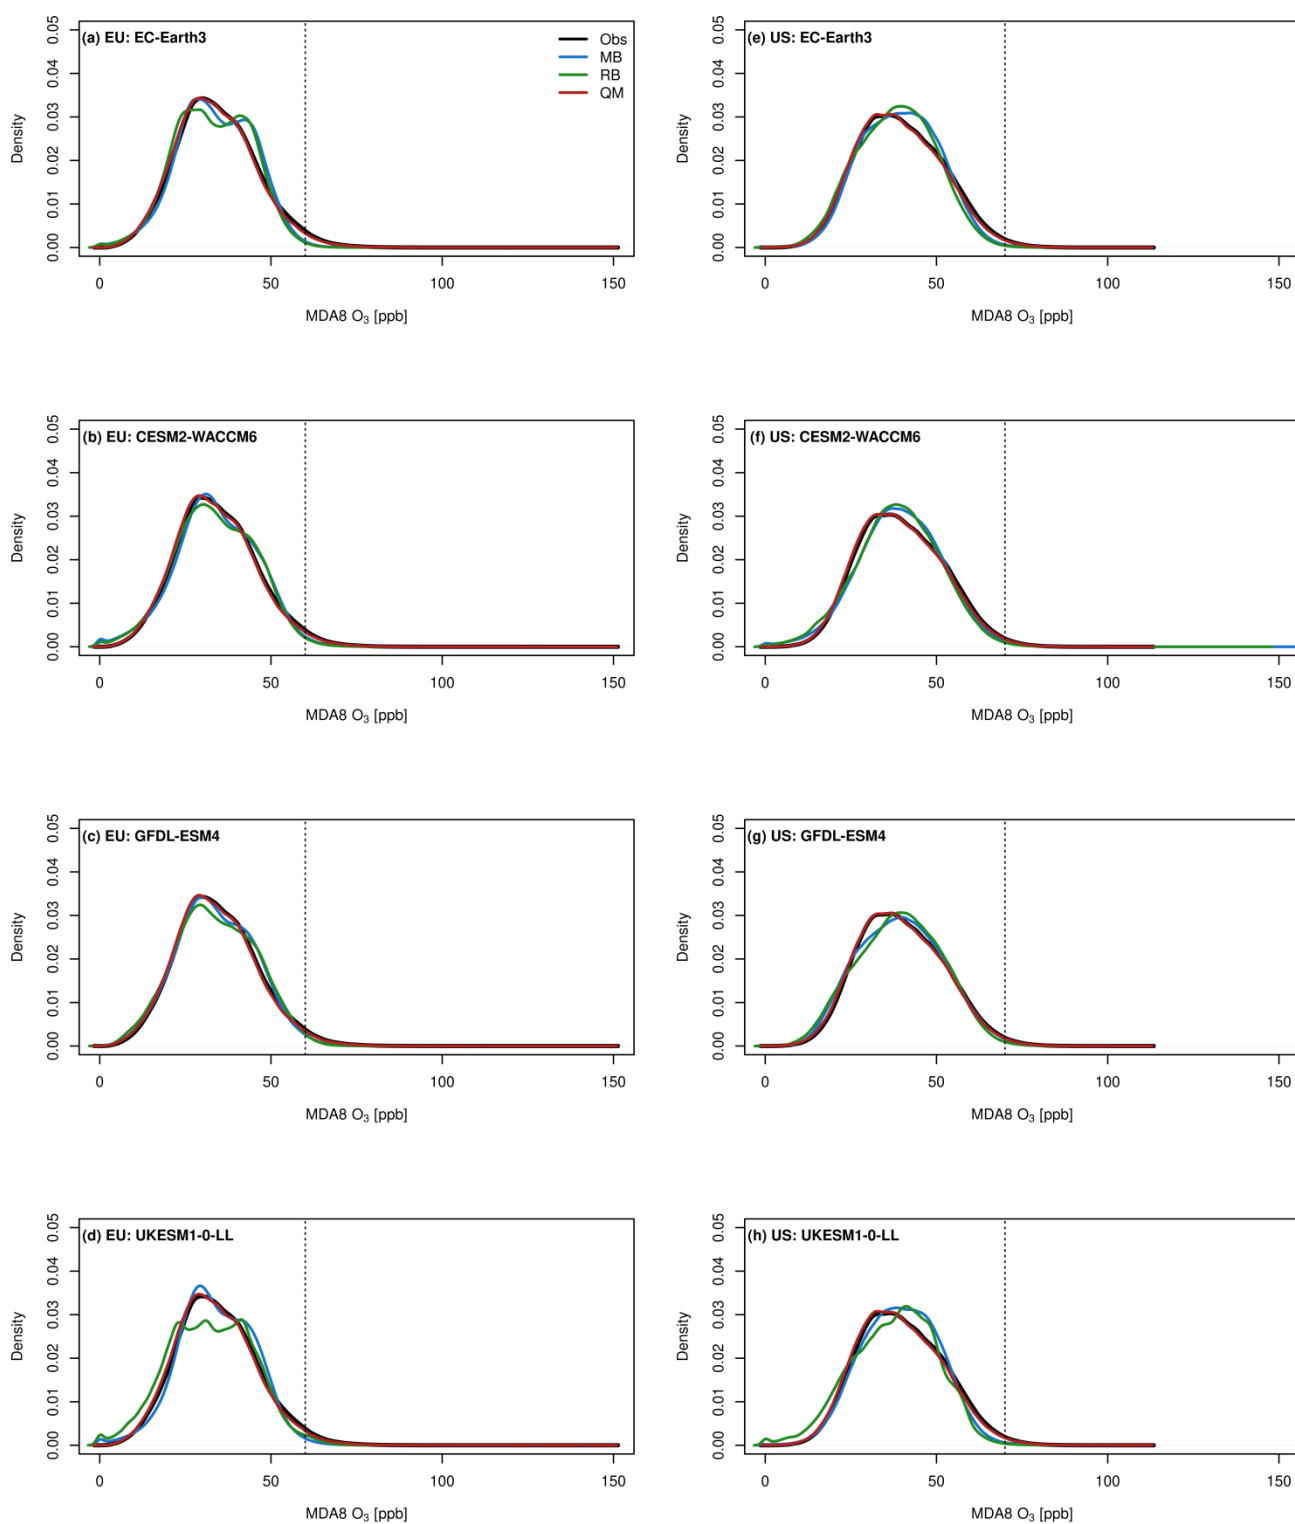 (a) EU: EC-Earth3
Obs
MB
RB
QM
Density
0.00 0.01 0.02 0.03 0.04 0.05
0 50 100 150
MDA8 O₃ [ppb]
(e) US: EC-Earth3
Density
0.00 0.01 0.02 0.03 0.04 0.05
0 50 100 150
MDA8 O₃ [ppb]
(b) EU: CESM2-WACCM6
Density
0.00 0.01 0.02 0.03 0.04 0.05
0 50 100 150
MDA8 O₃ [ppb]
(f) US: CESM2-WACCM6
Density
0.00 0.01 0.02 0.03 0.04 0.05
0 50 100 150
MDA8 O₃ [ppb]
(c) EU: GFDL-ESM4
Density
0.00 0.01 0.02 0.03 0.04 0.05
0 50 100 150
MDA8 O₃ [ppb]
(g) US: GFDL-ESM4
Density
0.00 0.01 0.02 0.03 0.04 0.05
0 50 100 150
MDA8 O₃ [ppb]
(d) EU: UKESM1-0-LL
Density
0.00 0.01 0.02 0.03 0.04 0.05
0 50 100 150
MDA8 O₃ [ppb]
(h) US: UKESM1-0-LL
Density
0.00 0.01 0.02 0.03 0.04 0.05
0 50 100 150
MDA8 O₃ [ppb]